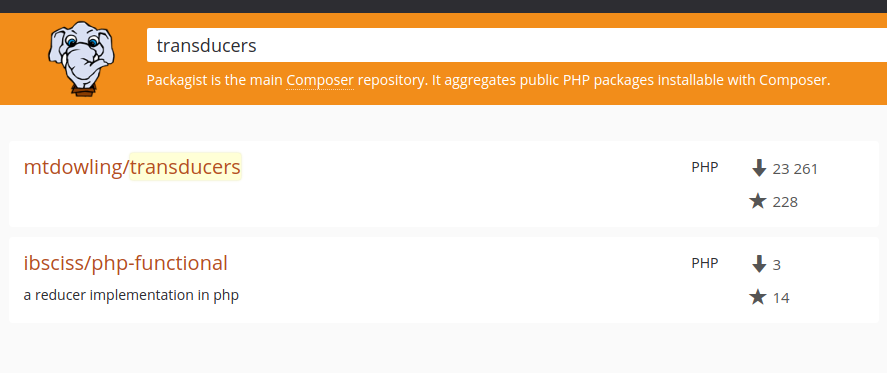 transducers
Packagist is the main Composer repository. It aggregates public PHP packages installable with Composer.
mtdowling/transducers PHP 23 261
228
ibsciss/php-functional PHP 3
a reducer implementation in php 14